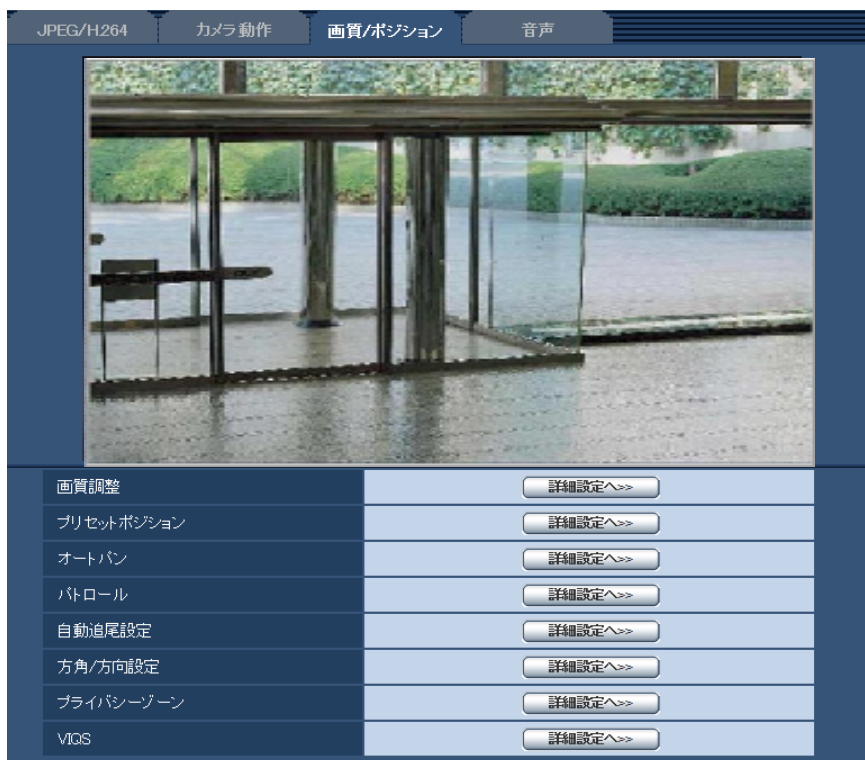 JPEG/H.264 カメラ動作 画質/ポジション 音声
画質調整 詳細設定へ>>
プリセットポジション 詳細設定へ>>
オートパン 詳細設定へ>>
パトロール 詳細設定へ>>
自動追尾設定 詳細設定へ>>
方角/方向設定 詳細設定へ>>
プライバシーゾーン 詳細設定へ>>
VIQS 詳細設定へ>>